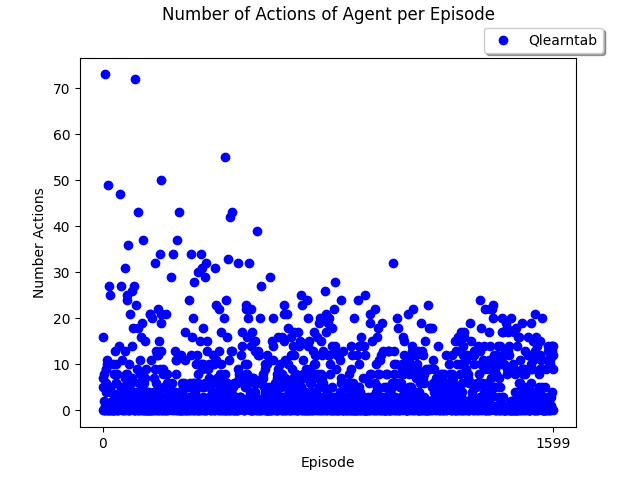 Number of Actions of Agent per Episode
Qlearntab
70
60
50
40
30
20
10
0
Number Actions
0 1599
Episode